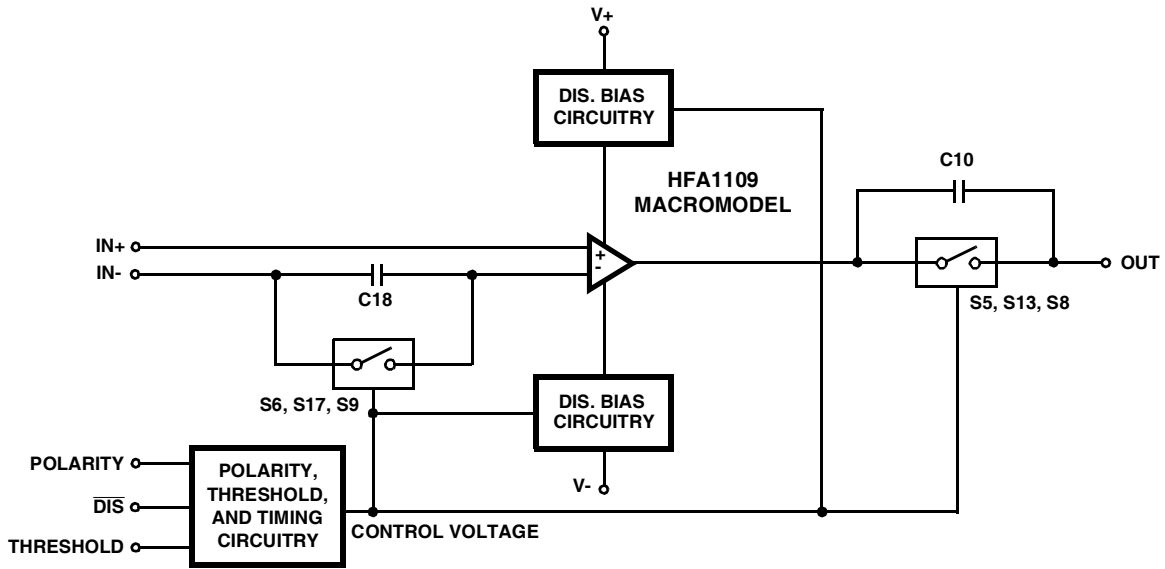 V+
DIS. BIAS
CIRCUITRY
C10
HFA1109
MACROMODEL
IN+
+
IN-
-
OUT
C18
S5, S13, S8
S6, S17, S9
DIS. BIAS
CIRCUITRY
POLARITY
POLARITY,
THRESHOLD,
AND TIMING
CIRCUITRY
V-
DIS
CONTROL VOLTAGE
THRESHOLD